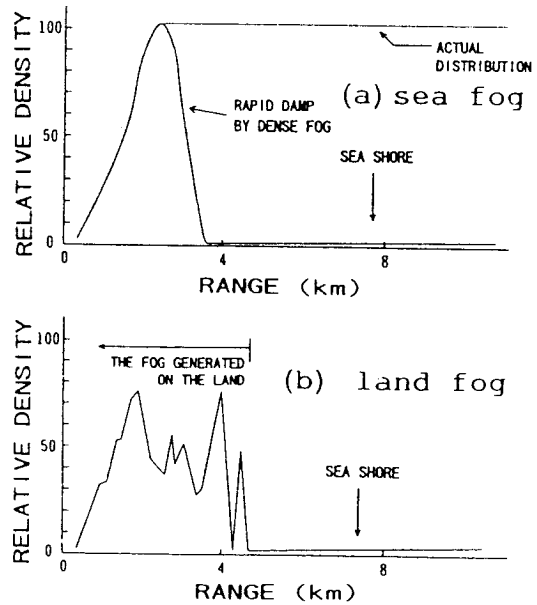 100
ACTUAL
DISTRIBUTION
(a) sea fog
RAPID DAMP
BY DENSE FOG
50
SEA SHORE
RELATIVE DENSITY
0
0 4 8
RANGE (km)
100
THE FOG GENERATED
ON THE LAND
(b) land fog
50
SEA SHORE
RELATIVE DENSITY
0
0 4 8
RANGE (km)